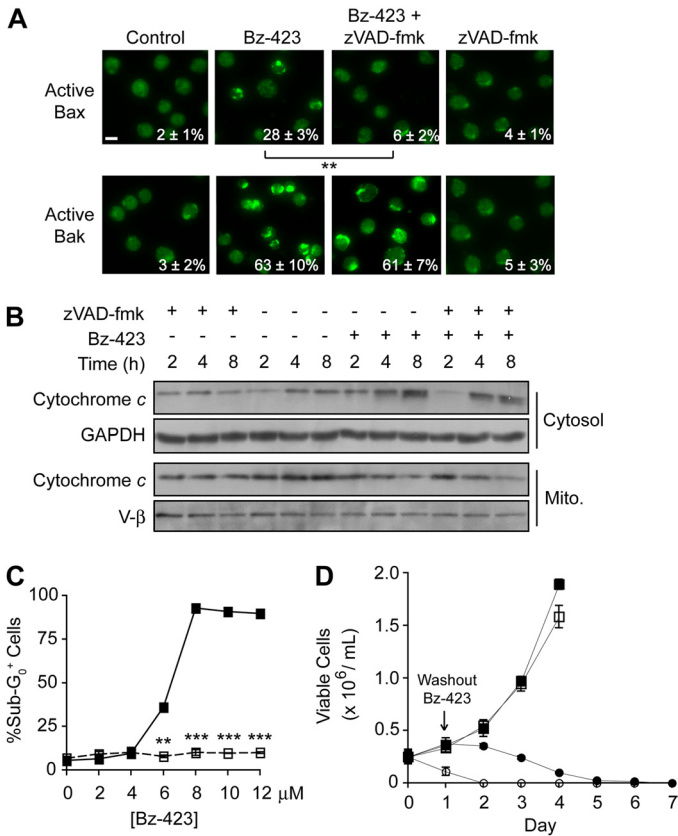 A
Control Bz-423 Bz-423 + zVAD-fmk zVAD-fmk
Active Bax
2 ± 1% 28 ± 3% 6 ± 2% 4 ± 1%
**
Active Bak
3 ± 2% 63 ± 10% 61 ± 7% 5 ± 3%
B
zVAD-fmk + + + - - - - - - + + +
Bz-423 - - - - - - + + + + + +
Time (h) 2 4 8 2 4 8 2 4 8 2 4 8
Cytochrome c
GAPDH
Cytosol
Cytochrome c
V-β
Mito.
C
%Sub-G0+ Cells
100
75
50
25
0
** *** *** ***
0 2 4 6 8 10 12 μM
[Bz-423]
D
Viable Cells
(x 10⁶/ mL)
2.0
1.5
1.0
0.5
0.0
Washout
Bz-423
0 1 2 3 4 5 6 7
Day